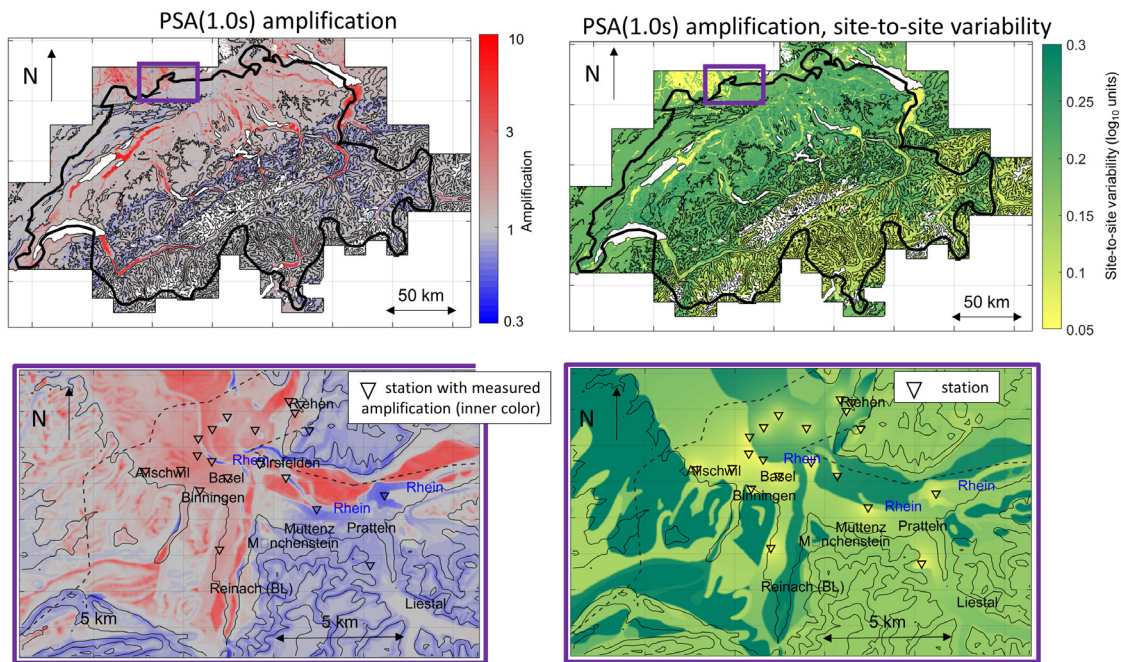 PSA(1.0s) amplification
N
50 km
10
3
1
0.3
Amplification
PSA(1.0s) amplification, site-to-site variability
N
50 km
0.3
0.25
0.2
0.15
0.1
0.05
Site-to-site variability (log10 units)
N
station with measured
amplification (inner color)
Riehen
Rhein
Birsfelden
Allschwil
Basel
Rhein
Binningen
Rhein
Muttenz
Pratteln
Münchenstein
Reinach (BL)
Liestal
5 km
5 km
N
station
Riehen
Rhein
Allschwil
Basel
Rhein
Binningen
Rhein
Muttenz
Pratteln
Münchenstein
Reinach (BL)
Liestal
5 km